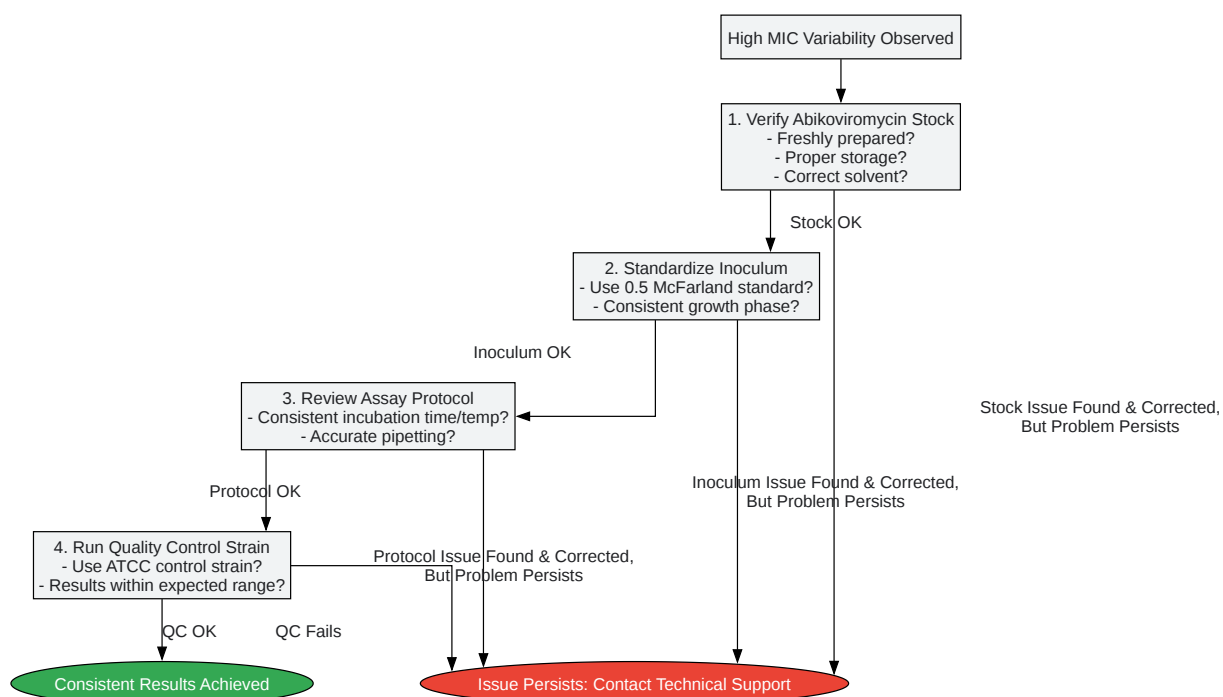 High MIC Variability Observed
1. Verify Abikoviromycin Stock
- Freshly prepared?
- Proper storage?
- Correct solvent?
Stock OK
2. Standardize Inoculum
- Use 0.5 McFarland standard?
- Consistent growth phase?
Inoculum OK
3. Review Assay Protocol
- Consistent incubation time/temp?
- Accurate pipetting?
Stock Issue Found & Corrected,
But Problem Persists
Protocol OK
Inoculum Issue Found & Corrected,
But Problem Persists
4. Run Quality Control Strain
- Use ATCC control strain?
- Results within expected range?
Protocol Issue Found & Corrected,
But Problem Persists
QC OK
QC Fails
Consistent Results Achieved
Issue Persists: Contact Technical Support